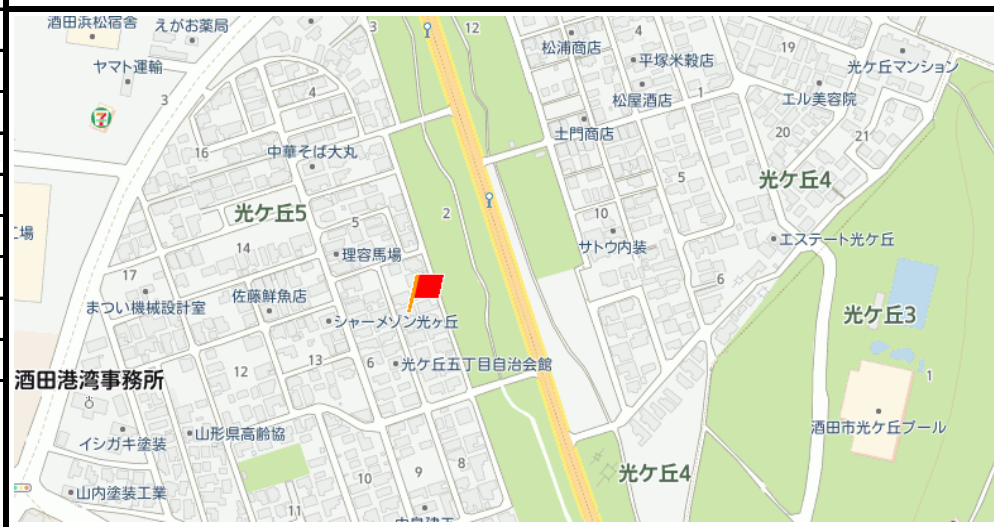 酒田浜松宿舎
えがお薬局
3
12
松浦商店
4
19
ヤマト運輸
平塚米穀店
光ケ丘マンション
4
3
松屋酒店
1
エル美容院
7
土門商店
20
21
16
中華そば大丸
5
光ケ丘4
光ケ丘5
5
2
10
14
理容馬場
サトウ内装
エステート光ケ丘
工場
17
佐藤鮮魚店
6
まつい機械設計室
シャーメゾン光ヶ丘
光ケ丘3
13
6
光ケ丘五丁目自治会館
12
1
酒田港湾事務所
イシガキ塗装
山形県高齢協
酒田市光ケ丘プール
9
8
光ケ丘4
10
山内塗装工業
11